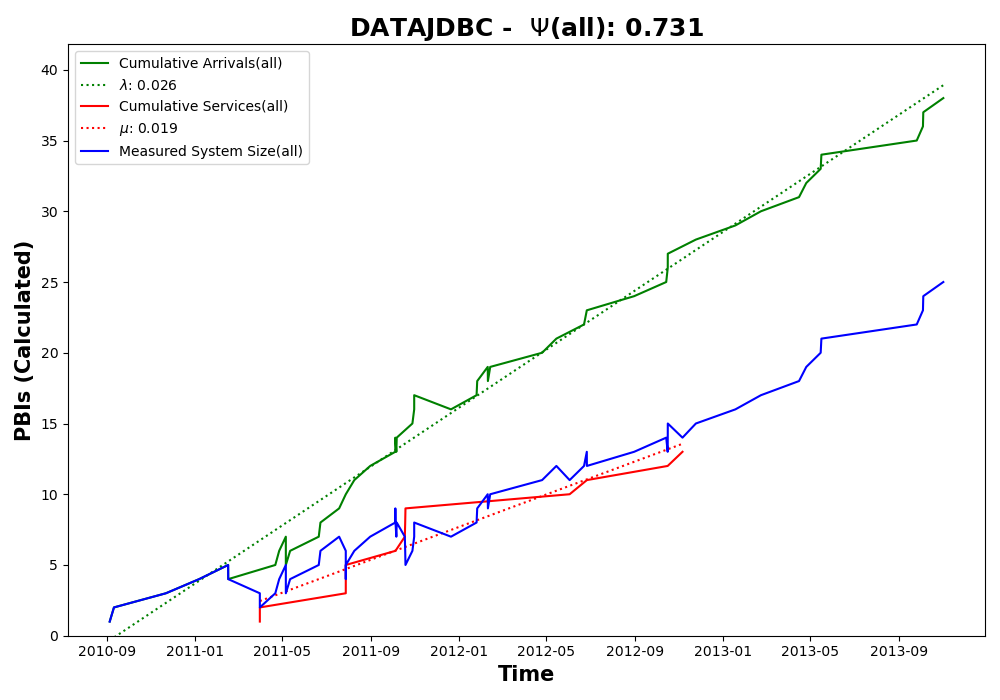 DATAJDBC - Ψ(all): 0.731
Cumulative Arrivals(all)
λ: 0.026
Cumulative Services(all)
μ: 0.019
Measured System Size(all)
PBIs (Calculated)
40
35
30
25
20
15
10
5
0
2010-09 2011-01 2011-05 2011-09 2012-01 2012-05 2012-09 2013-01 2013-05 2013-09
Time